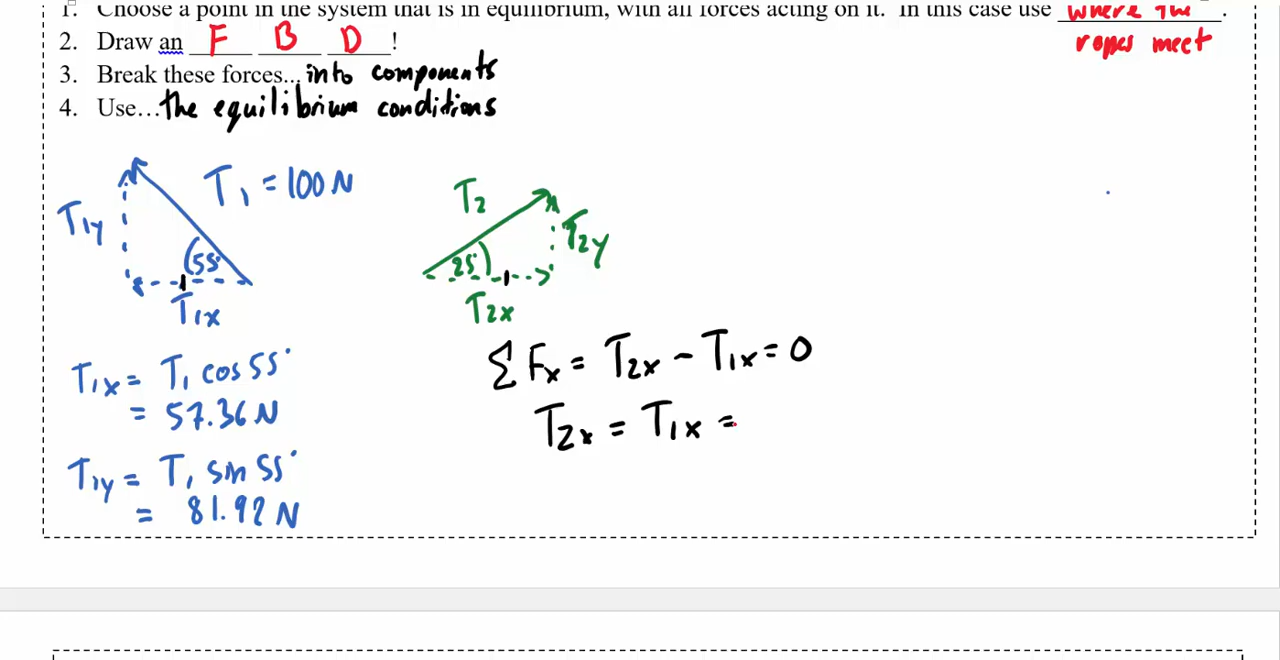 1. Choose a point in the system that is in equilibrium, with all forces acting on it. In this case use where the ropes meet.
2. Draw an F B D !
3. Break these forces... into components
4. Use… the equilibrium conditions
T1 = 100 N
T1y
55°
T1x
T2
T2y
25°
T2x
T1x = T1 cos 55°
= 57.36 N
T1y = T1 sin 55°
= 81.92 N
Σ Fx = T2x - T1x = 0
T2x = T1x =